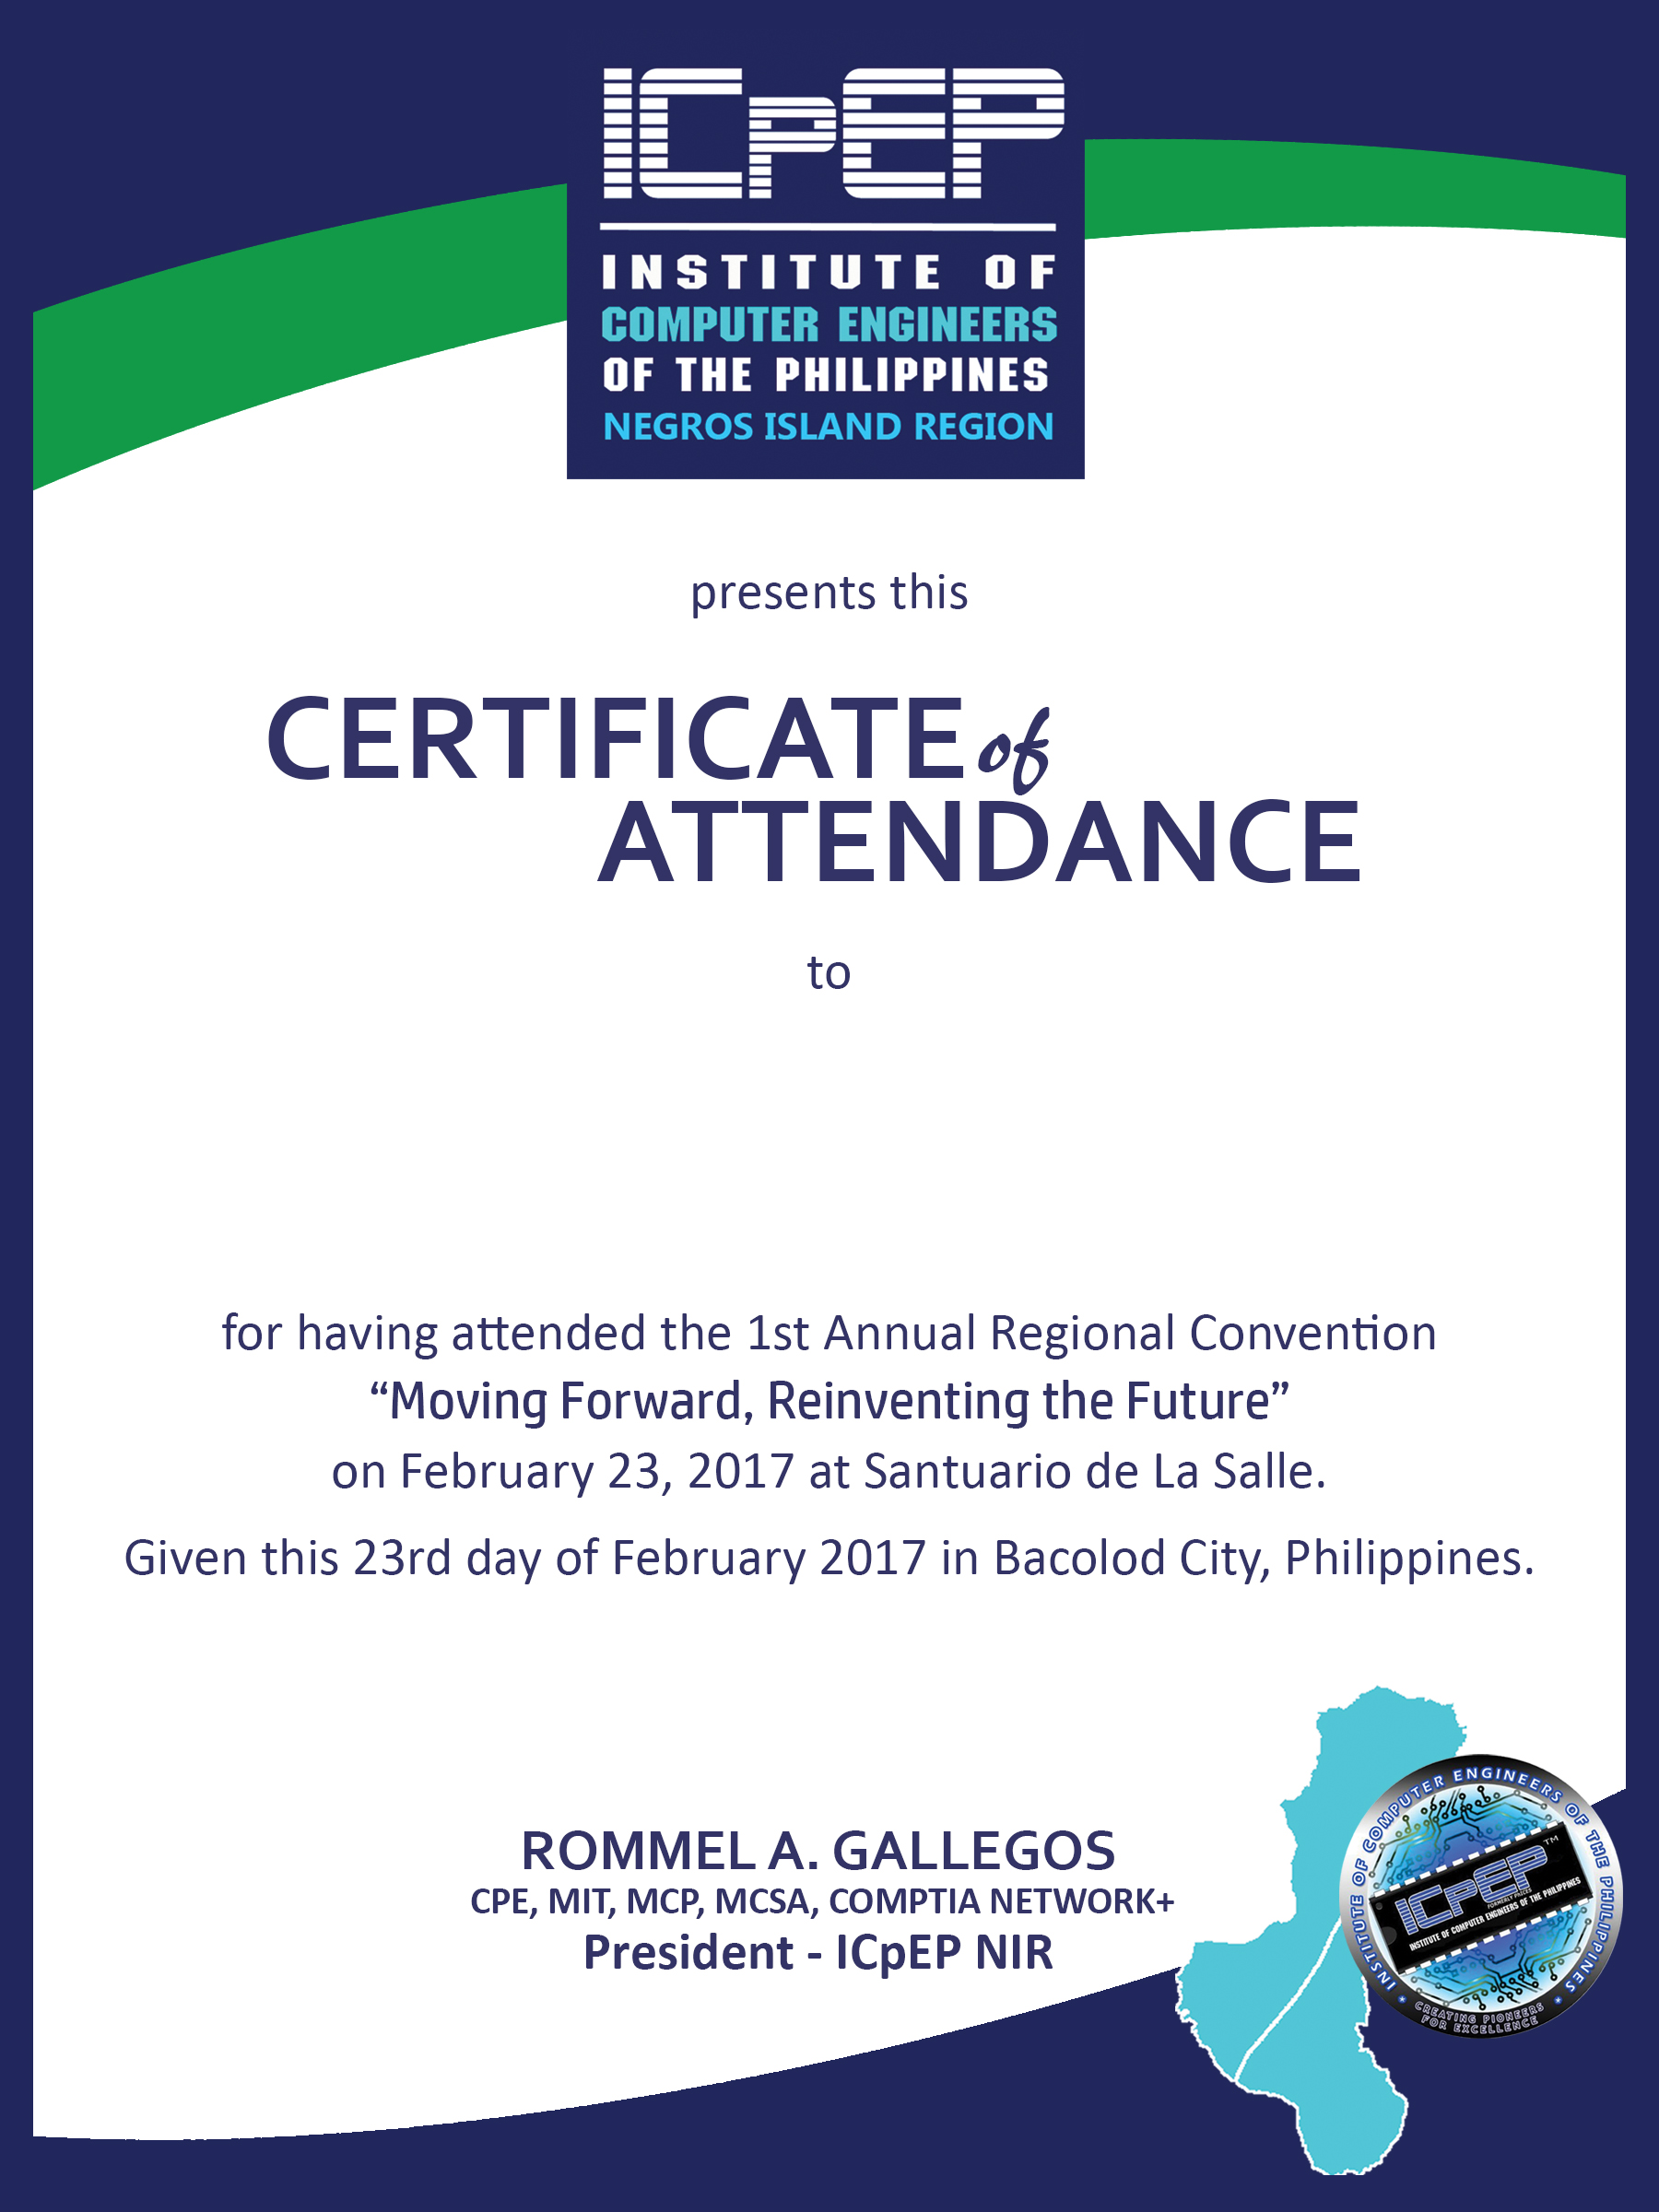 ICpEP
INSTITUTE OF
COMPUTER ENGINEERS
OF THE PHILIPPINES
NEGROS ISLAND REGION
presents this
CERTIFICATE of
ATTENDANCE
to
for having attended the 1st Annual Regional Convention
“Moving Forward, Reinventing the Future”
on February 23, 2017 at Santuario de La Salle.
Given this 23rd day of February 2017 in Bacolod City, Philippines.
ROMMEL A. GALLEGOS
CPE, MIT, MCP, MCSA, COMPTIA NETWORK+
President - ICpEP NIR
INSTITUTE OF COMPUTER ENGINEERS OF THE PHILIPPINES
ICpEP TM
INSTITUTE OF COMPUTER ENGINEERS OF THE PHILIPPINES
CREATING PIONEERS
FOR EXCELLENCE